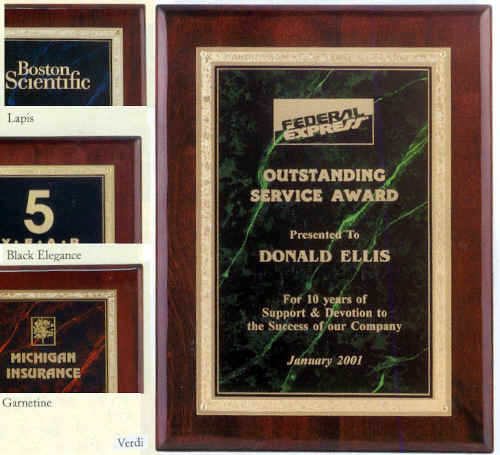 Boston
Scientific
Lapis
5
Y·E·A·R
Black Elegance
MICHIGAN
INSURANCE
Garnetine
Verdi
FEDERAL
EXPRESS
OUTSTANDING
SERVICE AWARD
Presented To
DONALD ELLIS
For 10 years of
Support & Devotion to
the Success of our Company
January 2001